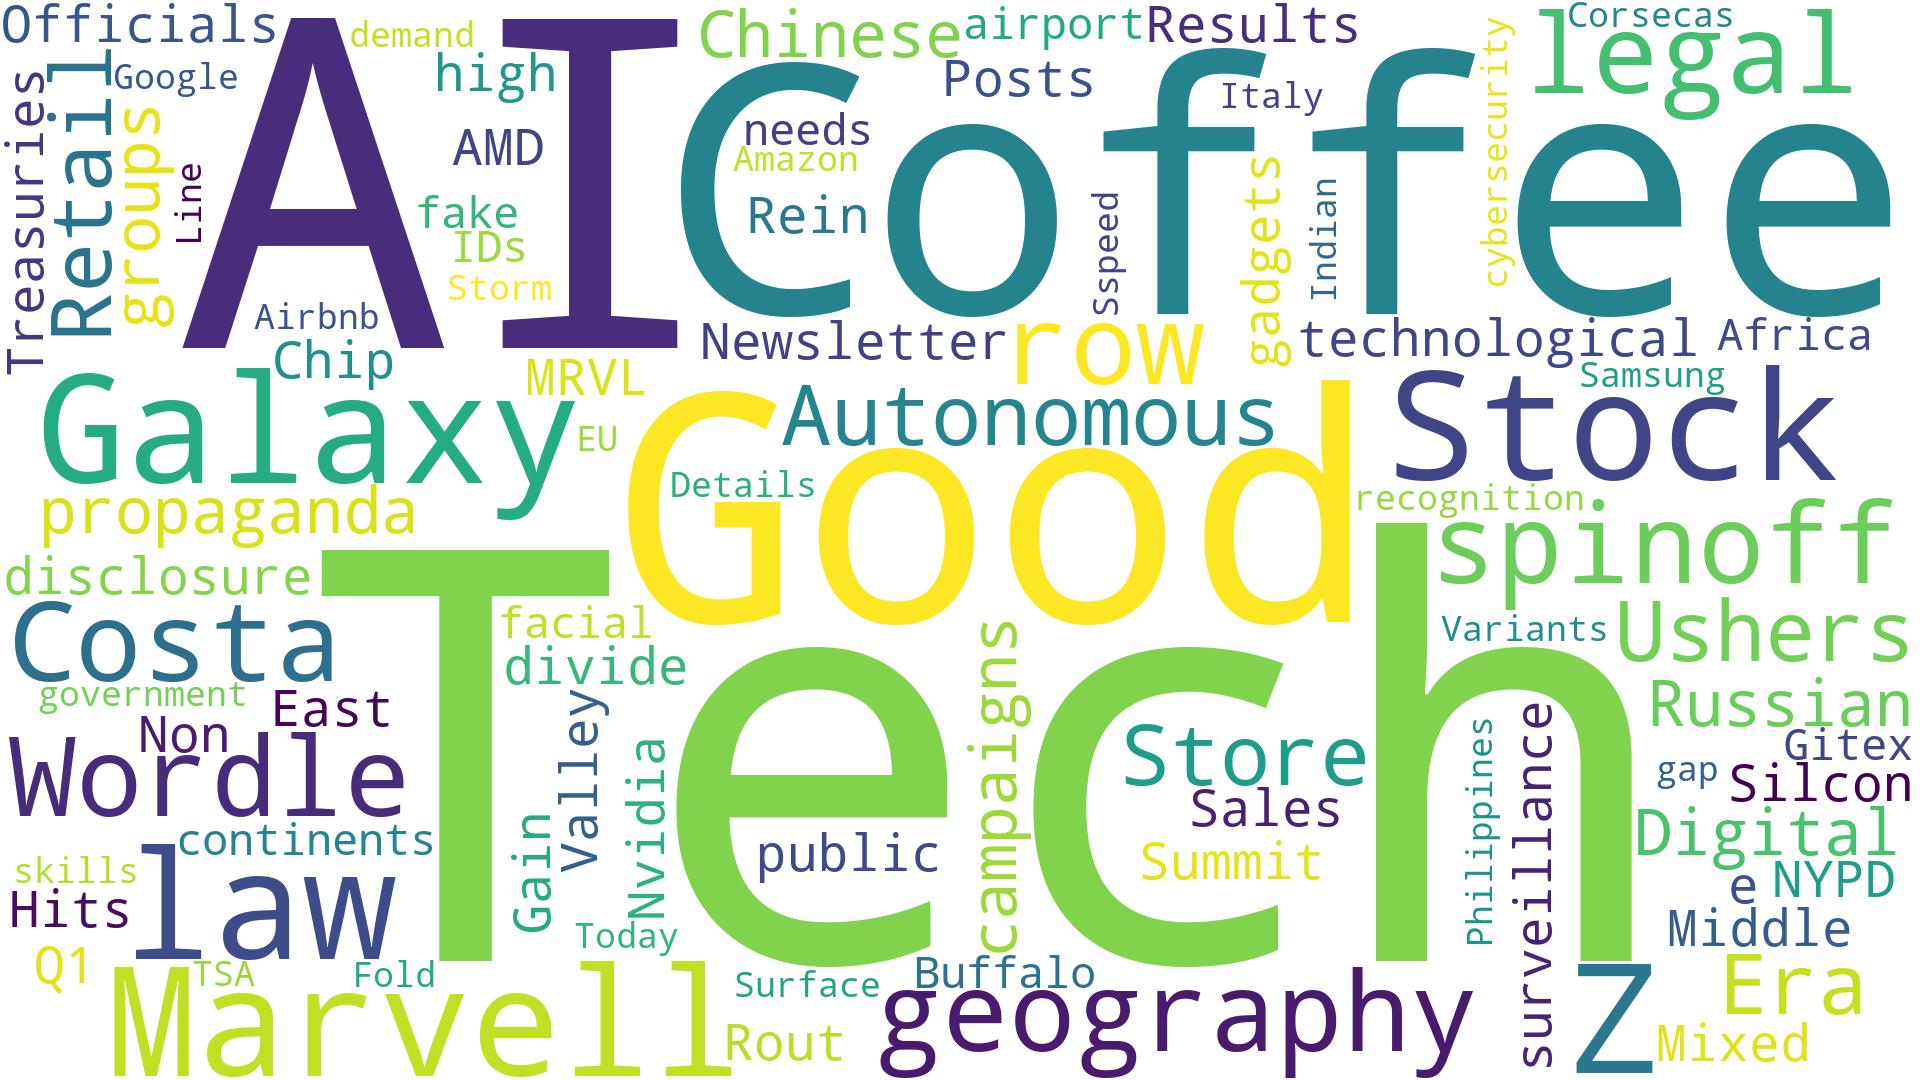 Officials
demand
Chinese
airport
Results
Corsecas
legal
Google
high
Posts
Italy
cybersecurity
Treasuries
Retail
groups
Line
AI
Coffee
AMD
needs
Amazon
fake
IDs
Rein
Storm
Sspeed
gadgets
Indian
Airbnb
Chip
Newsletter
row
technological
Africa
MRVL
Samsung
Galaxy
EU
Autonomous
Stock
Good
Details
recognition
propaganda
spinoff
disclosure
Costa
facial
divide
Variants
Ushers
government
East
Tech
campaigns
Russian
Non
Wordle
Valley
Nvidia
Store
Philippines
surveillance
Gitex
gap
Silcon
Sales
continents
Gain
public
Summit
Digital
skills
Hits
law
e
NYPD
Today
Middle
Q1
TSA
Fold
Surface
Buffalo
Marvell
Rout
geography
Z
Era
Mixed